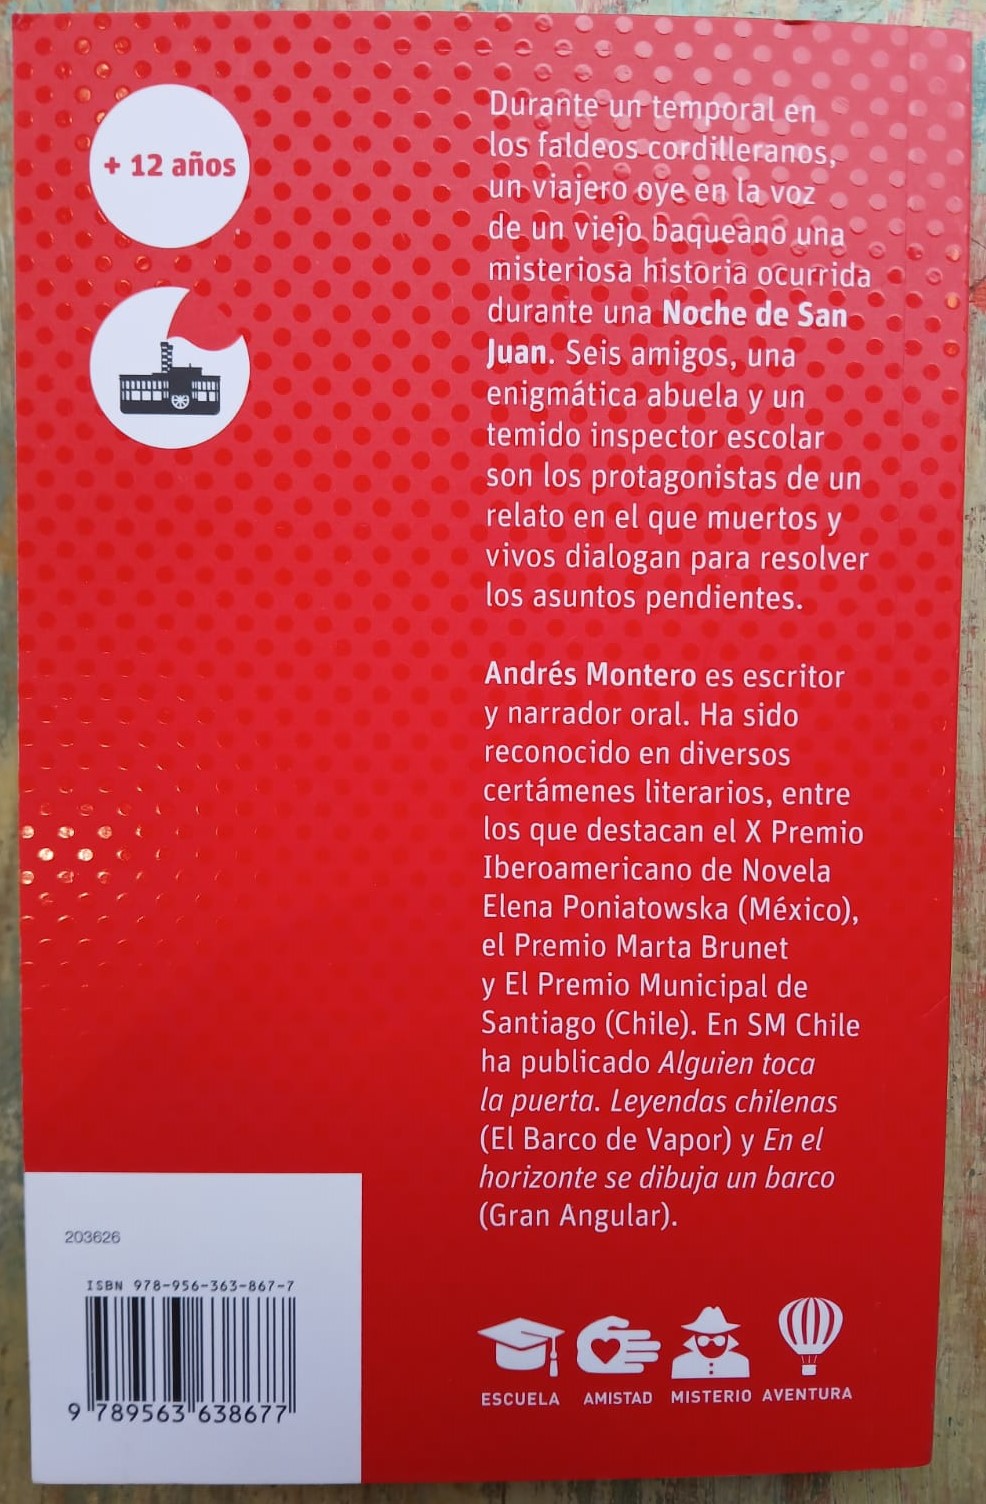 + 12 años
Durante un temporal en
los faldeos cordilleranos,
un viajero oye en la voz
de un viejo baqueano una
misteriosa historia ocurrida
durante una Noche de San
Juan. Seis amigos, una
enigmática abuela y un
temido inspector escolar
son los protagonistas de un
relato en el que muertos y
vivos dialogan para resolver
los asuntos pendientes.
Andrés Montero es escritor
y narrador oral. Ha sido
reconocido en diversos
certámenes literarios, entre
los que destacan el X Premio
Iberoamericano de Novela
Elena Poniatowska (México),
el Premio Marta Brunet
y El Premio Municipal de
Santiago (Chile). En SM Chile
ha publicado Alguien toca
la puerta. Leyendas chilenas
(El Barco de Vapor) y En el
horizonte se dibuja un barco
(Gran Angular).
203626
ISBN 978-956-363-867-7
9 789563 638677
ESCUELA AMISTAD MISTERIO AVENTURA